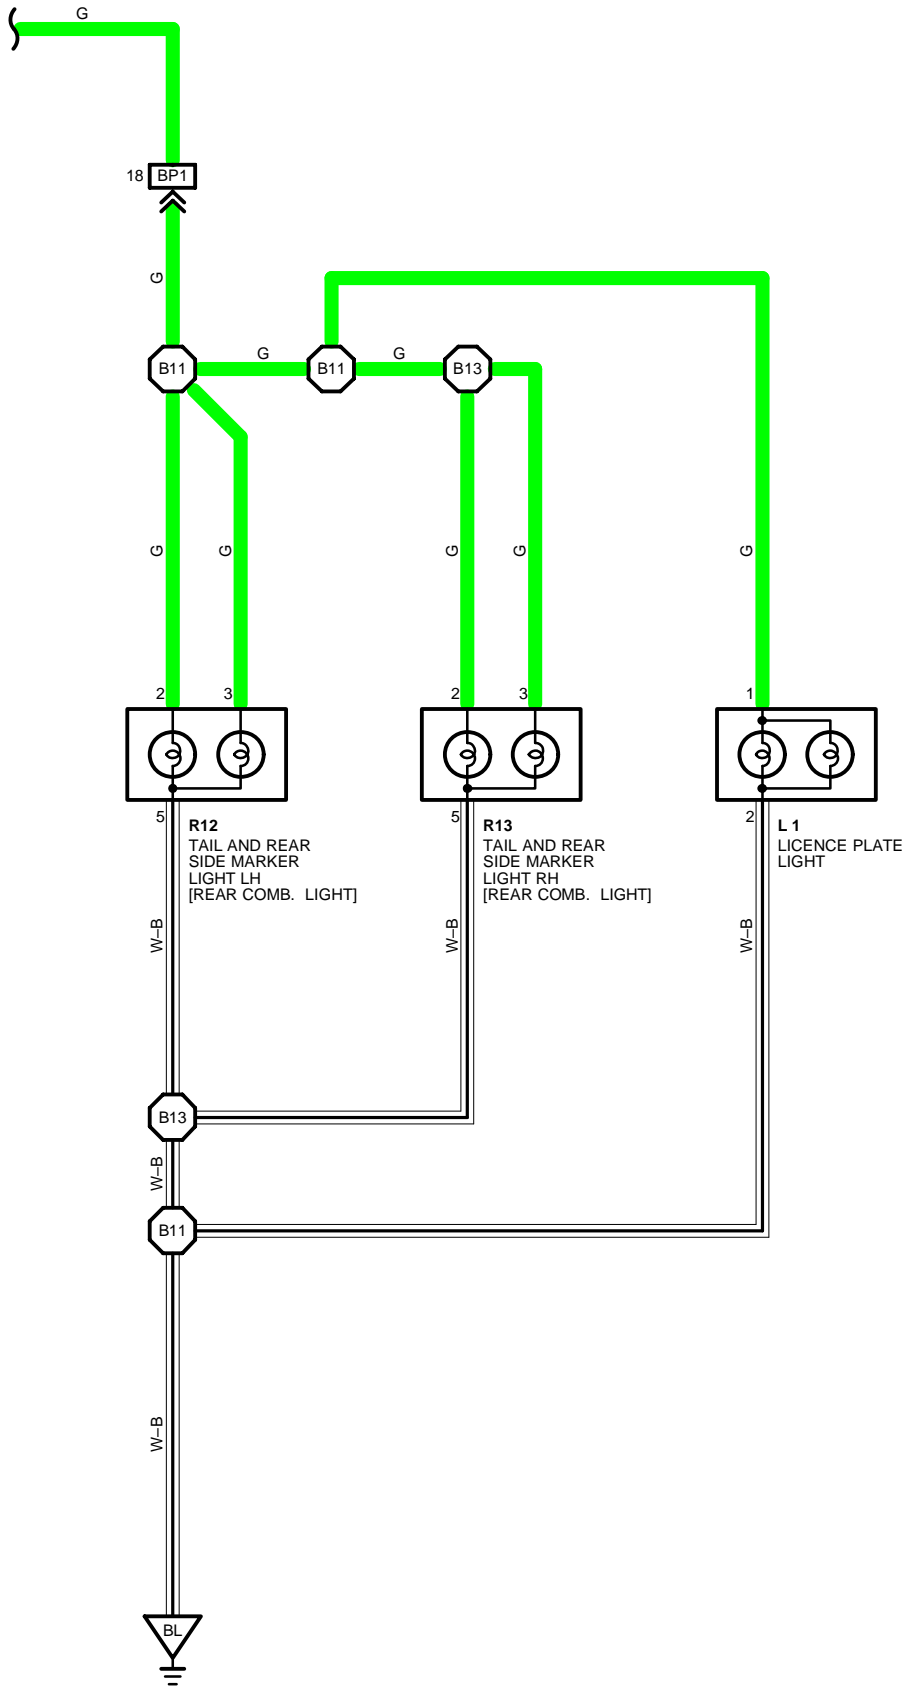 G
18 BP1
G
B11 G B11 G B13
G G G G G
2 3 2 3 1
5 5 2
R12
TAIL AND REAR
SIDE MARKER
LIGHT LH
[REAR COMB. LIGHT]
R13
TAIL AND REAR
SIDE MARKER
LIGHT RH
[REAR COMB. LIGHT]
L 1
LICENCE PLATE
LIGHT
W–B W–B W–B
B13
W–B
B11
W–B
BL